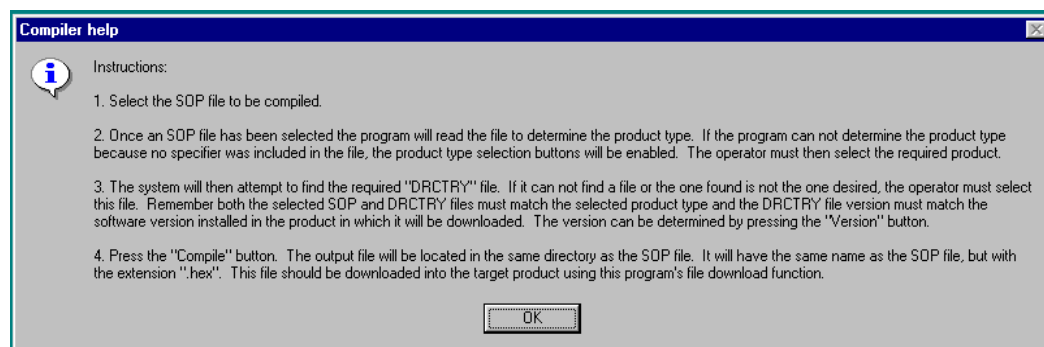 Compiler help
Instructions:
1. Select the SOP file to be compiled.
2. Once an SOP file has been selected the program will read the file to determine the product type.  If the program can not determine the product type
because no specifier was included in the file, the product type selection buttons will be enabled.  The operator must then select the required product.
3. The system will then attempt to find the required "DRCTRY" file.  If it can not find a file or the one found is not the one desired, the operator must select
this file.  Remember both the selected SOP and DRCTRY files must match the selected product type and the DRCTRY file version must match the
software version installed in the product in which it will be downloaded.  The version can be determined by pressing the "Version" button.
4. Press the "Compile" button.  The output file will be located in the same directory as the SOP file.  It will have the same name as the SOP file, but with
the extension ".hex".  This file should be downloaded into the target product using this program's file download function.
OK